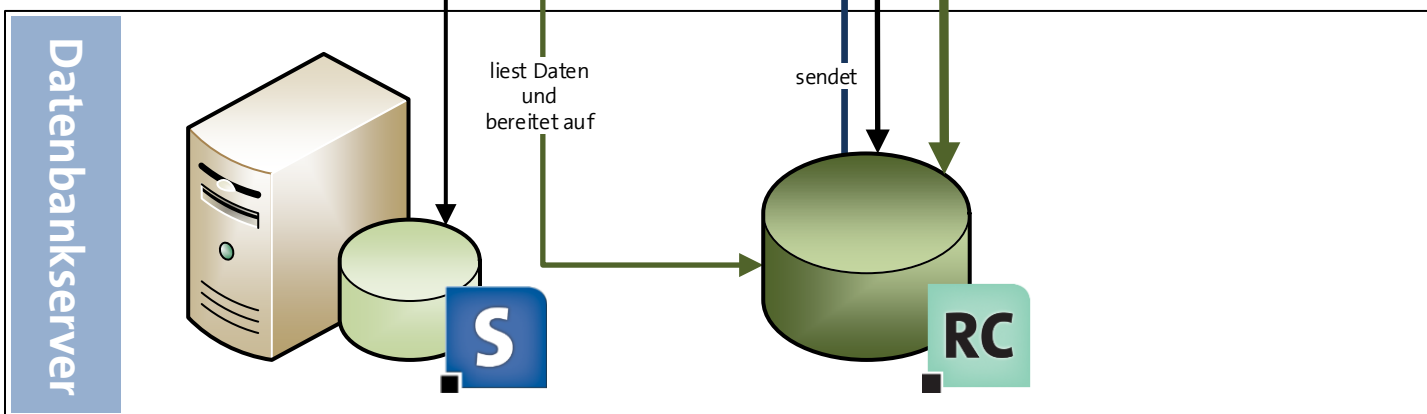 Datenbankserver
liest Daten
und
bereitet auf
sendet
S
RC